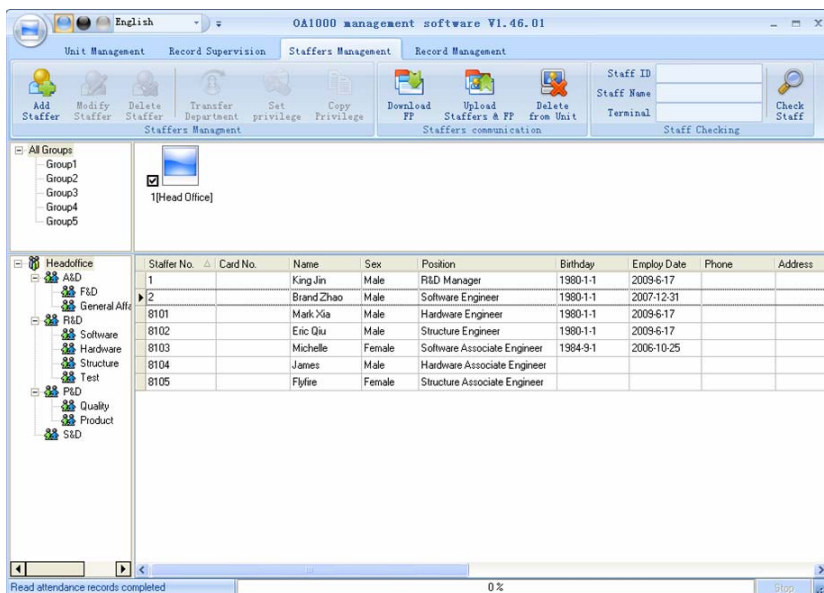 English
OA1000 management software V1.46.01
Unit Management Record Supervision Staffers Management Record Management
Add Staffer Modify Staffer Delete Staffer Transfer Department Set privilege Copy Privilege
Staffers Managment
Download FP Upload Staffers & FP Delete from Unit
Staffers communication
Staff ID
Staff Name
Terminal
Check Staff
Staff Checking
All Groups
Group1
Group2
Group3
Group4
Group5
1[Head Office]
Headoffice
A&D
F&D
General Affa
R&D
Software
Hardware
Structure
Test
P&D
Quality
Product
S&D
Staffer No. Card No. Name Sex Position Birthday Employ Date Phone Address
1 King Jin Male R&D Manager 1980-1-1 2009-6-17
2 Brand Zhao Male Software Engineer 1980-1-1 2007-12-31
8101 Mark Xia Male Hardware Engineer 1980-1-1 2009-6-17
8102 Eric Qiu Male Structure Engineer 1980-1-1 2009-6-17
8103 Michelle Female Software Associate Engineer 1984-9-1 2006-10-25
8104 James Male Hardware Associate Engineer
8105 Flyfire Female Structure Associate Engineer
Read attendance records completed 0% Stop